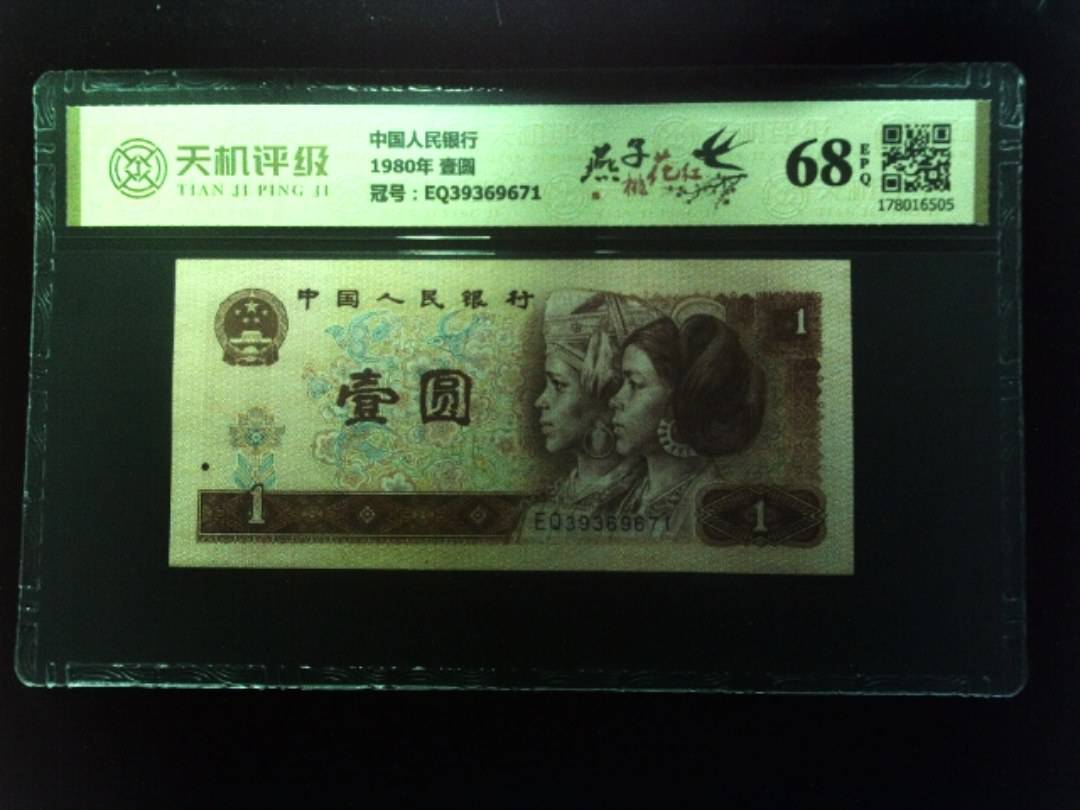 天机评级
TIAN JI PING JI
中国人民银行
1980年 壹圆
冠号：EQ39369671
燕子
桃花红
68
EPQ
178016505
中国人民银行
壹圆
1
1
EQ39369671
1